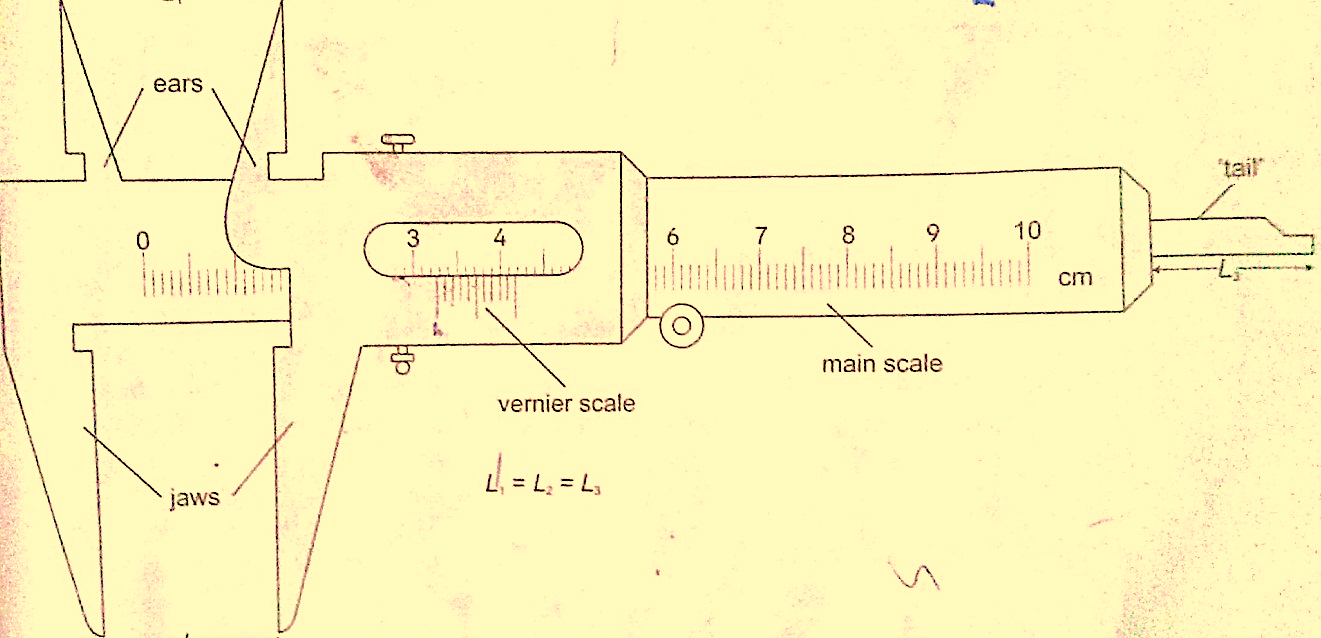 ears
"tail"
0
3 4
6 7 8 9 10
cm
L₃
main scale
vernier scale
L₁ = L₂ = L₃
jaws